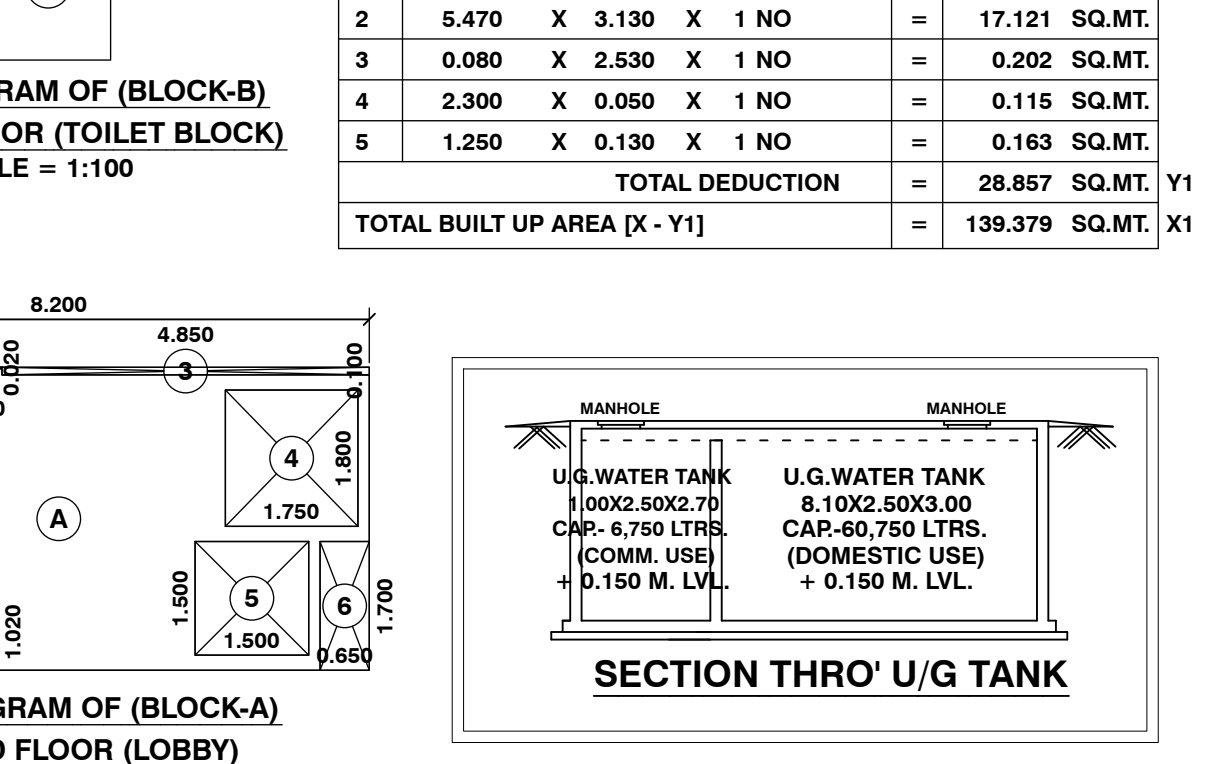 2 5.470 X 3.130 X 1 NO = 17.121 SQ.MT.
3 0.080 X 2.530 X 1 NO = 0.202 SQ.MT.
4 2.300 X 0.050 X 1 NO = 0.115 SQ.MT.
5 1.250 X 0.130 X 1 NO = 0.163 SQ.MT.
TOTAL DEDUCTION = 28.857 SQ.MT. Y1
TOTAL BUILT UP AREA [X - Y1] = 139.379 SQ.MT. X1
RAM OF (BLOCK-B)
OR (TOILET BLOCK)
LE = 1:100
8.200
4.850
0.020
3
0.100
4
1.800
1.750
A
5
1.500
1.500
6
1.700
0.650
1.020
GRAM OF (BLOCK-A)
FLOOR (LOBBY)
MANHOLE
MANHOLE
U.G.WATER TANK
1.00X2.50X2.70
CAP.- 6,750 LTRS.
(COMM. USE)
+ 0.150 M. LVL.
U.G.WATER TANK
8.10X2.50X3.00
CAP.-60,750 LTRS.
(DOMESTIC USE)
+ 0.150 M. LVL.
SECTION THRO' U/G TANK